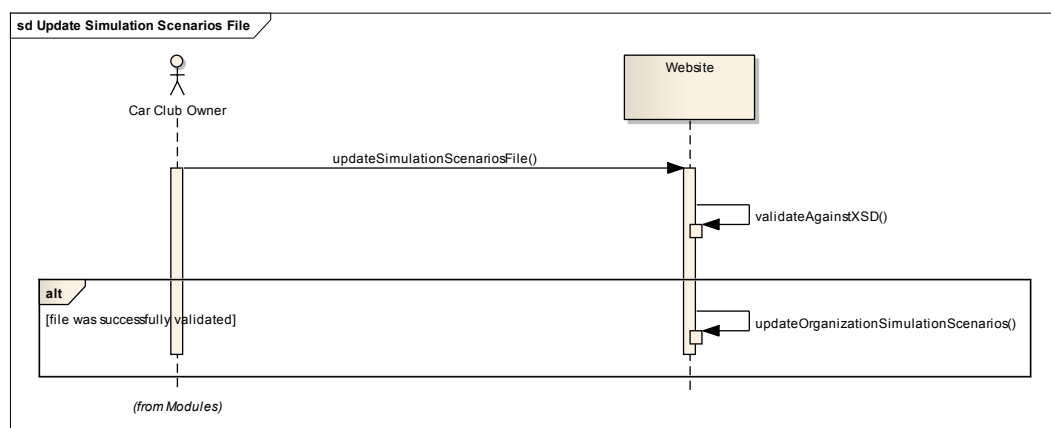 sd Update Simulation Scenarios File
Website
Car Club Owner
updateSimulationScenariosFile()
validateAgainstXSD()
alt
[file was successfully validated]
updateOrganizationSimulationScenarios()
(from Modules)